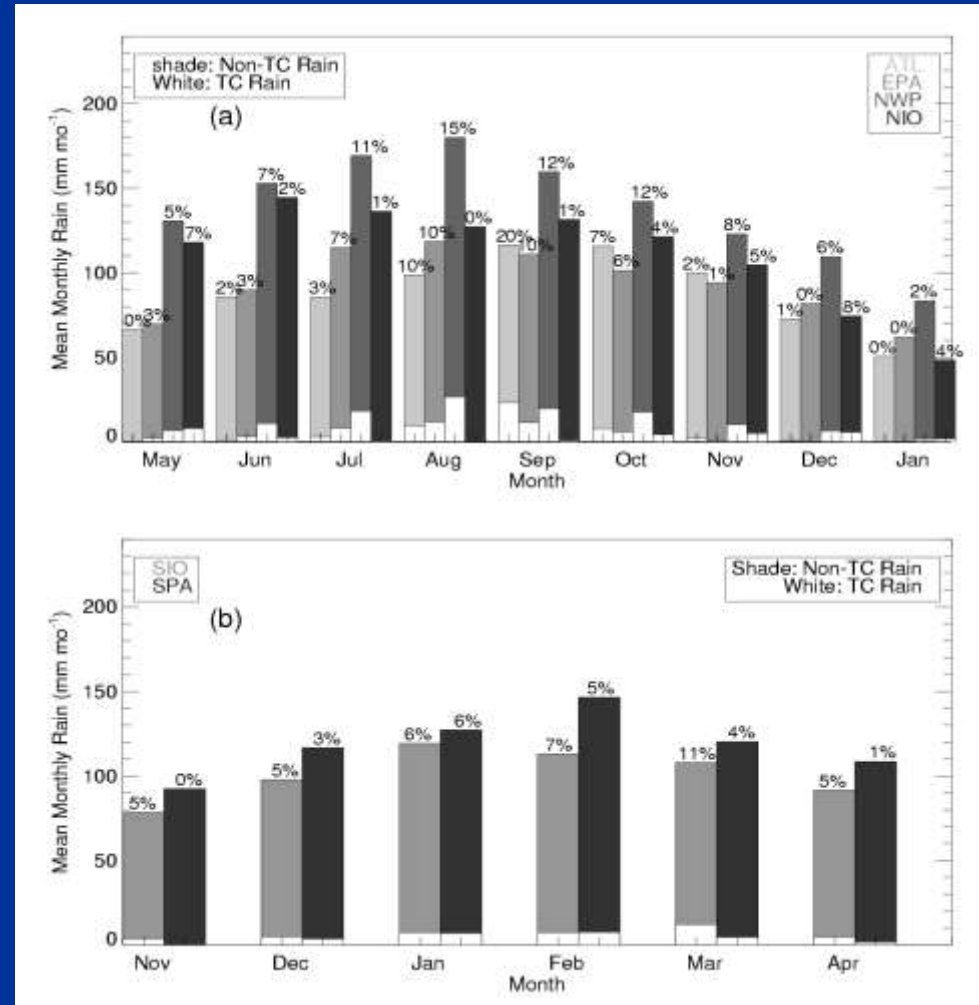 shade: Non-TC Rain
White: TC Rain
(a)
ATL
EPA
NWP
NIO
Mean Monthly Rain (mm mo⁻¹)
200
150
100
50
0
0% 3% 5% 7%
2% 3% 7% 2%
3% 7% 11% 1%
10% 10% 15% 0%
20% 12% 1%
7% 6% 12% 4%
2% 1% 8% 5%
1% 0% 6% 8%
0% 0% 2% 4%
May Jun Jul Aug Sep Oct Nov Dec Jan
Month
SIO
SPA
Shade: Non-TC Rain
White: TC Rain
(b)
Mean Monthly Rain (mm mo⁻¹)
200
150
100
50
0
5% 0%
5% 3%
6% 6%
7% 5%
11% 4%
5% 1%
Nov Dec Jan Feb Mar Apr
Month